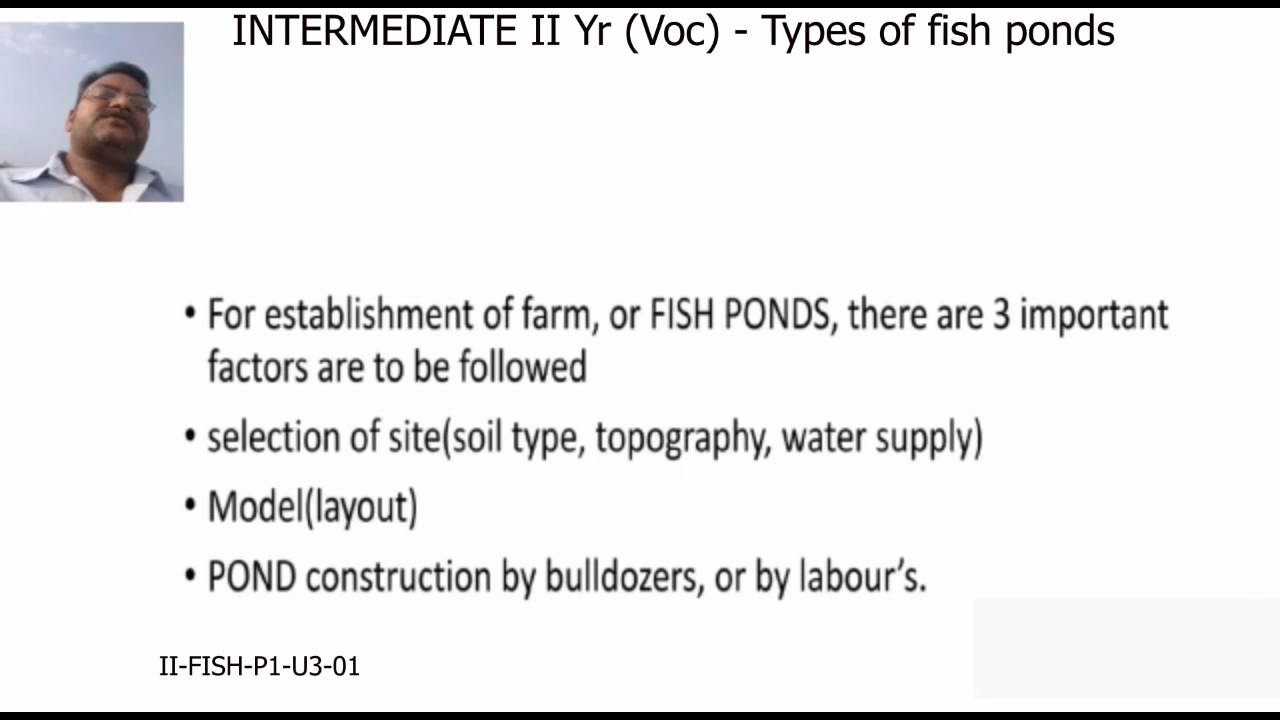 INTERMEDIATE II Yr (Voc) - Types of fish ponds
• For establishment of farm, or FISH PONDS, there are 3 important
factors are to be followed
• selection of site(soil type, topography, water supply)
• Model(layout)
• POND construction by bulldozers, or by labour’s.
II-FISH-P1-U3-01